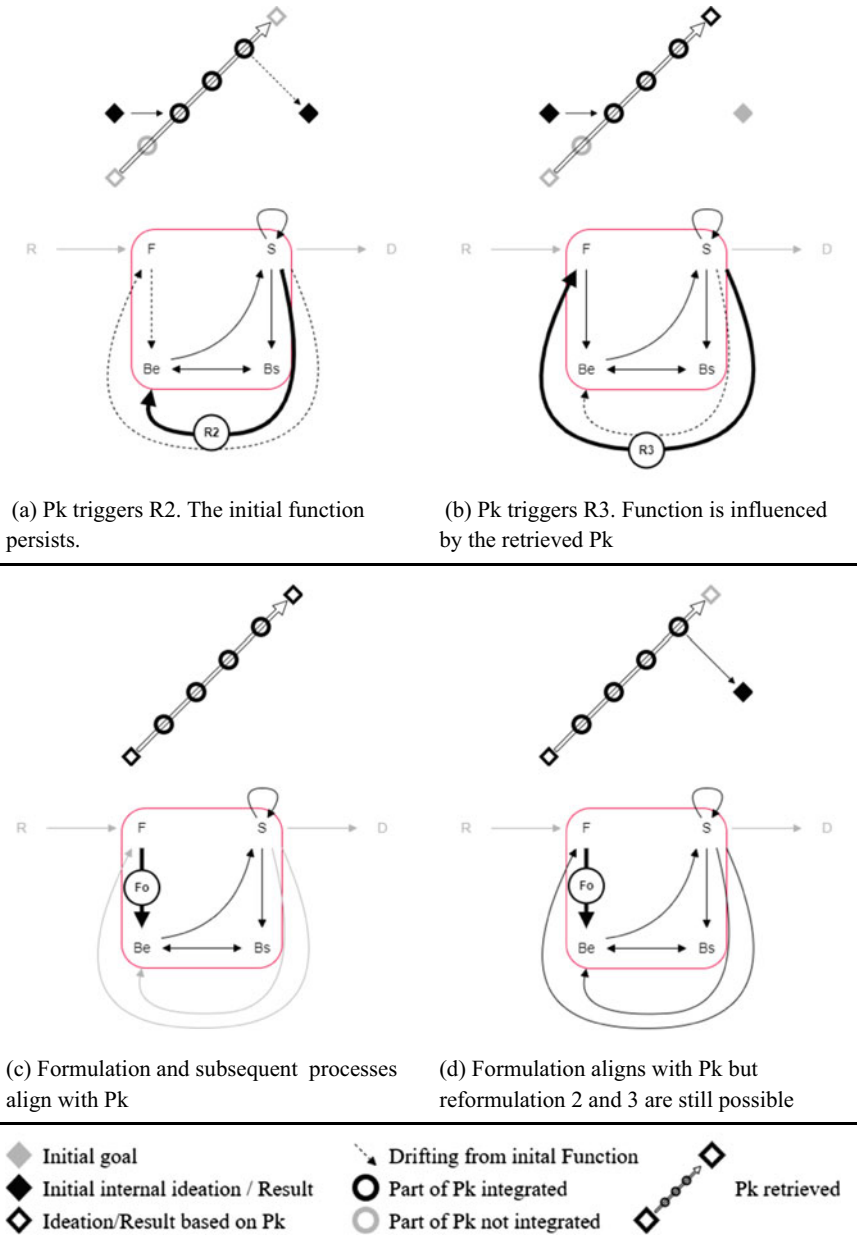 R
F
S
D
Be
Bs
R2
R
F
S
D
Be
Bs
R3
(a) Pk triggers R2. The initial function
persists.
(b) Pk triggers R3. Function is influenced
by the retrieved Pk
R
F
S
D
Fo
Be
Bs
R
F
S
D
Fo
Be
Bs
(c) Formulation and subsequent processes
align with Pk
(d) Formulation aligns with Pk but
reformulation 2 and 3 are still possible
Initial goal
Initial internal ideation / Result
Ideation/Result based on Pk
Drifting from inital Function
Part of Pk integrated
Part of Pk not integrated
Pk retrieved